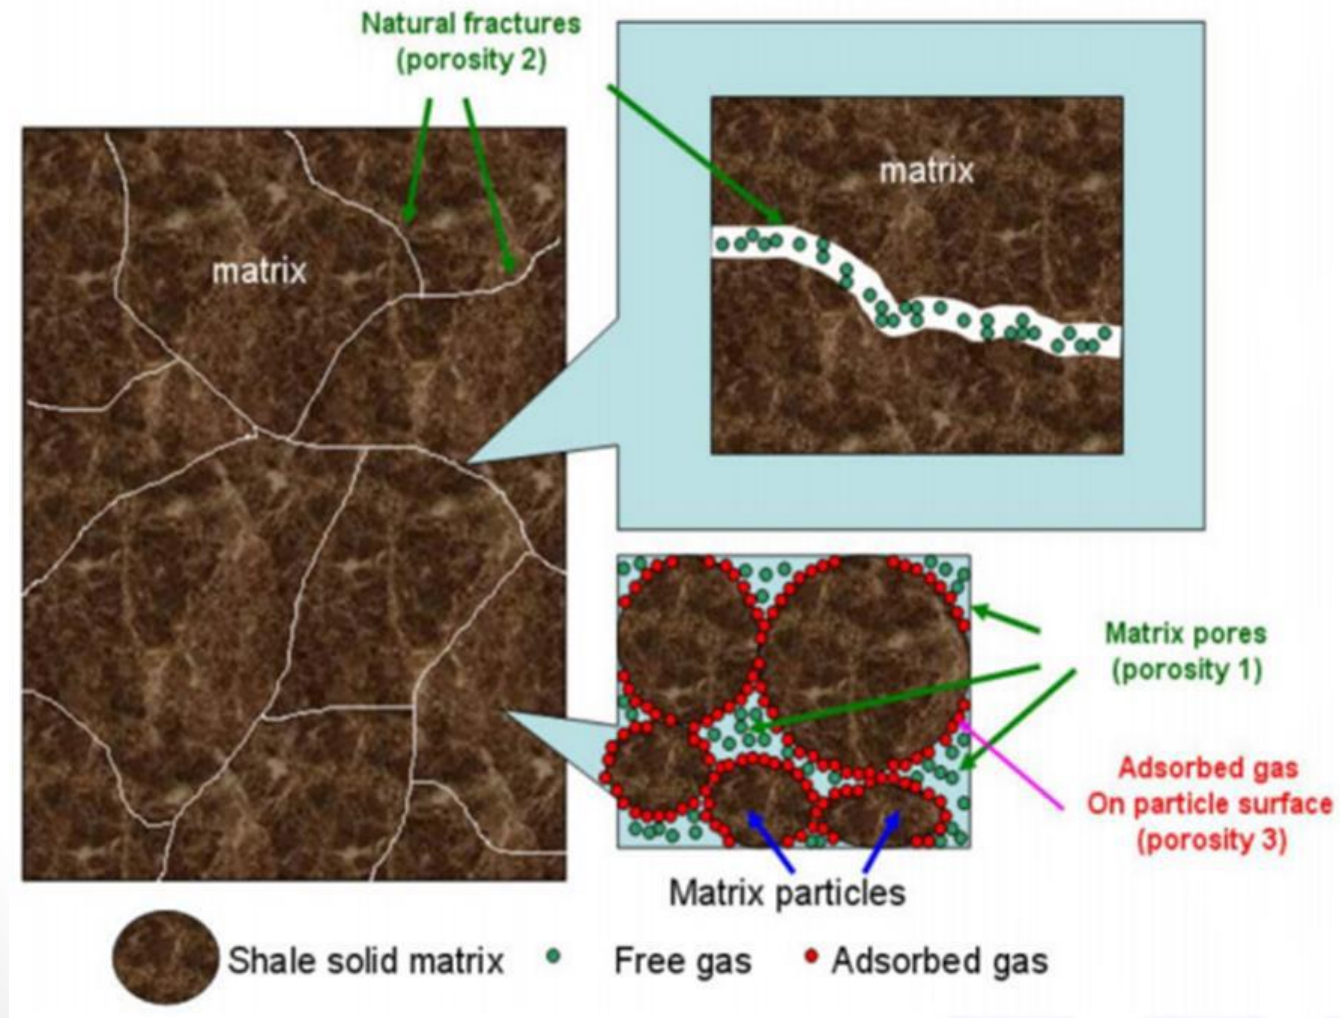 Natural fractures
(porosity 2)
matrix
matrix
Matrix pores
(porosity 1)
Adsorbed gas
On particle surface
(porosity 3)
Matrix particles
Shale solid matrix
Free gas
Adsorbed gas